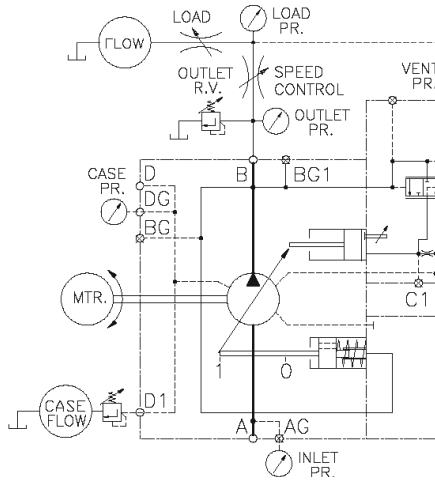 LOAD
LOAD
PR.
FLOW
OUTLET
R.V.
SPEED
CONTROL
VENT
PR.
OUTLET
PR.
D
CASE
PR.
DG
BG
B
BG1
MTR.
C1
1
0
D1
CASE
FLOW
A
AG
INLET
PR.